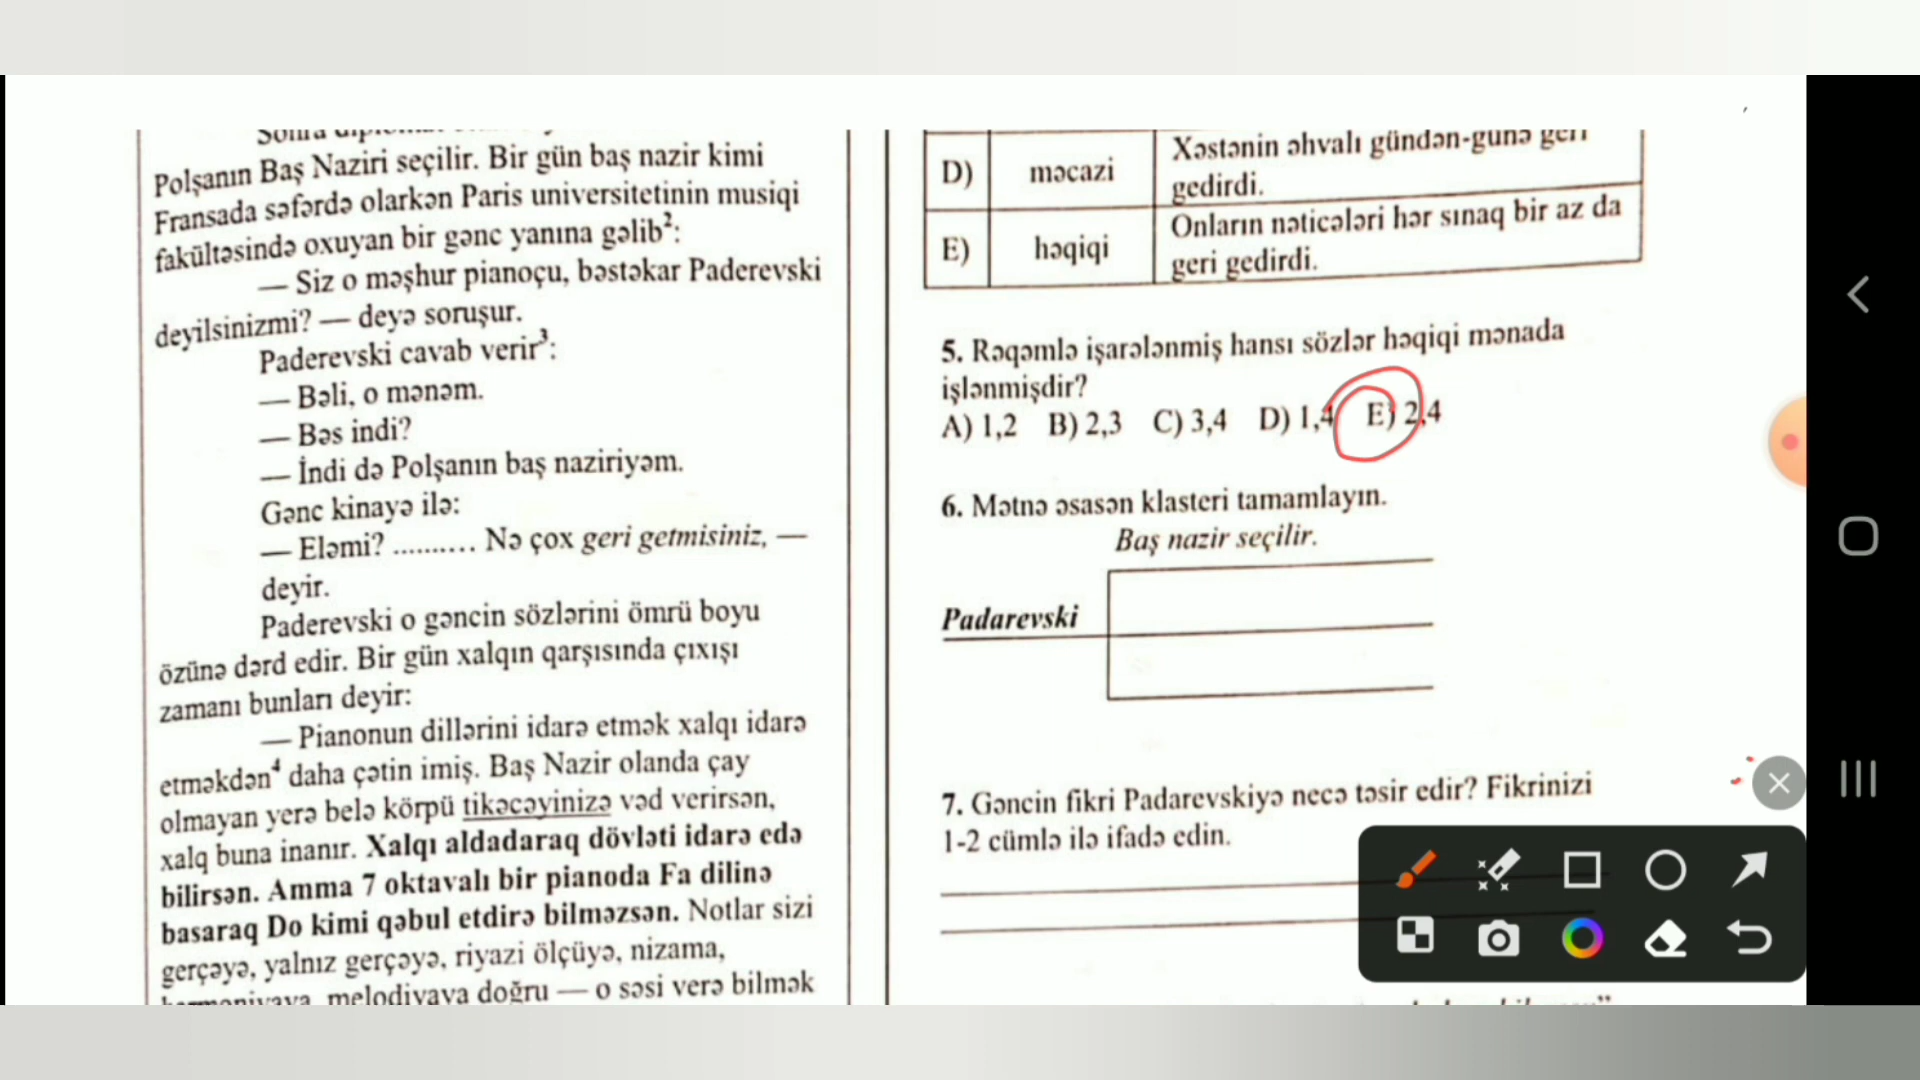 Polşanın Baş Naziri seçilir. Bir gün baş nazir kimi
Fransada səfərdə olarkən Paris universitetinin musiqi
fakültəsində oxuyan bir gənc yanına gəlib²:
— Siz o məşhur pianoçu, bəstəkar Paderevski
deyilsinizmi? — deyə soruşur.
Paderevski cavab verir³:
— Bəli, o mənəm.
— Bəs indi?
— İndi də Polşanın baş naziriyəm.
Gənc kinayə ilə:
— Eləmi? .......... Nə çox geri getmisiniz, —
deyir.
Paderevski o gəncin sözlərini ömrü boyu
özünə dərd edir. Bir gün xalqın qarşısında çıxışı
zamanı bunları deyir:
— Pianonun dillərini idarə etmək xalqı idarə
etməkdən⁴ daha çətin imiş. Baş Nazir olanda çay
olmayan yerə belə körpü tikəcəyinizə vəd verirsən,
xalq buna inanır. Xalqı aldadaraq dövləti idarə edə
bilirsən. Amma 7 oktavalı bir pianoda Fa dilinə
basaraq Do kimi qəbul etdirə bilməzsən. Notlar sizi
gerçəyə, yalnız gerçəyə, riyazi ölçüyə, nizama,
melodiyaya doğru — o səsi verə bilmək
D) məcazi Xəstənin əhvalı gündən-günə geri
gedirdi.
E) həqiqi Onların nəticələri hər sınaq bir az da
geri gedirdi.
5. Rəqəmlə işarələnmiş hansı sözlər həqiqi mənada
işlənmişdir?
A) 1,2 B) 2,3 C) 3,4 D) 1,4 E) 2,4
6. Mətnə əsasən klasteri tamamlayın.
Baş nazir seçilir.
Padarevski
7. Gəncin fikri Padarevskiyə necə təsir edir? Fikrinizi
1-2 cümlə ilə ifadə edin.